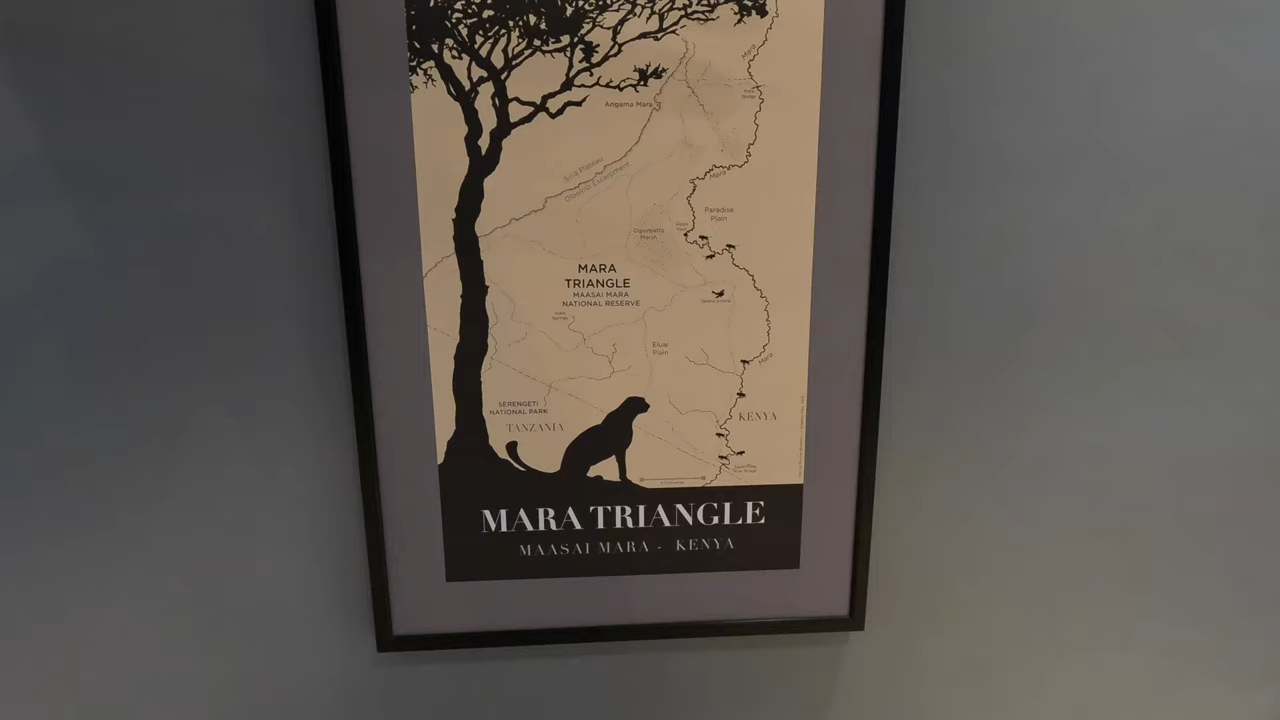 Mara
Angama Mara
Siria Plateau
Oloololo Escarpment
Mara
Paradise
Plain
Olpunyata
Marsh
MARA
TRIANGLE
MAASAI MARA
NATIONAL RESERVE
Eluai
Plain
Mara
SERENGETI
NATIONAL PARK
TANZANIA
KENYA
MARA TRIANGLE
MAASAI MARA - KENYA